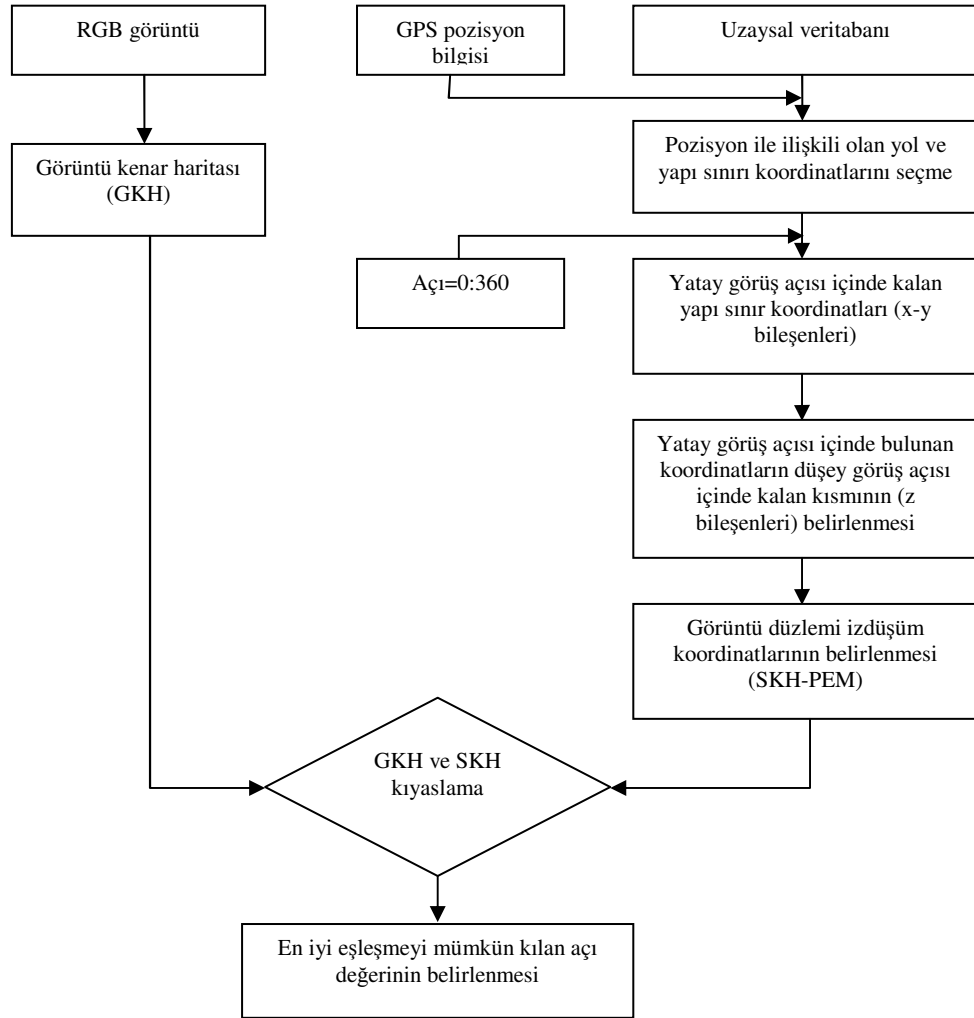 RGB görüntü
GPS pozisyon
bilgisi
Uzaysal veritabanı
Görüntü kenar haritası
(GKH)
Pozisyon ile ilişkili olan yol ve
yapı sınırı koordinatlarını seçme
Açı=0:360
Yatay görüş açısı içinde kalan
yapı sınır koordinatları (x-y
bileşenleri)
Yatay görüş açısı içinde bulunan
koordinatların düşey görüş açısı
içinde kalan kısmının (z
bileşenleri) belirlenmesi
Görüntü düzlemi izdüşüm
koordinatlarının belirlenmesi
(SKH-PEM)
GKH ve SKH
kıyaslama
En iyi eşleşmeyi mümkün kılan açı
değerinin belirlenmesi